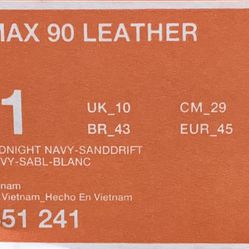 MAX 90 LEATHER
1 UK_10 CM_29
BR_43 EUR_45
DNIGHT NAVY-SANDDRIFT
VY-SABL-BLANC
nam
Vietnam_Hecho En Vietnam
51 241